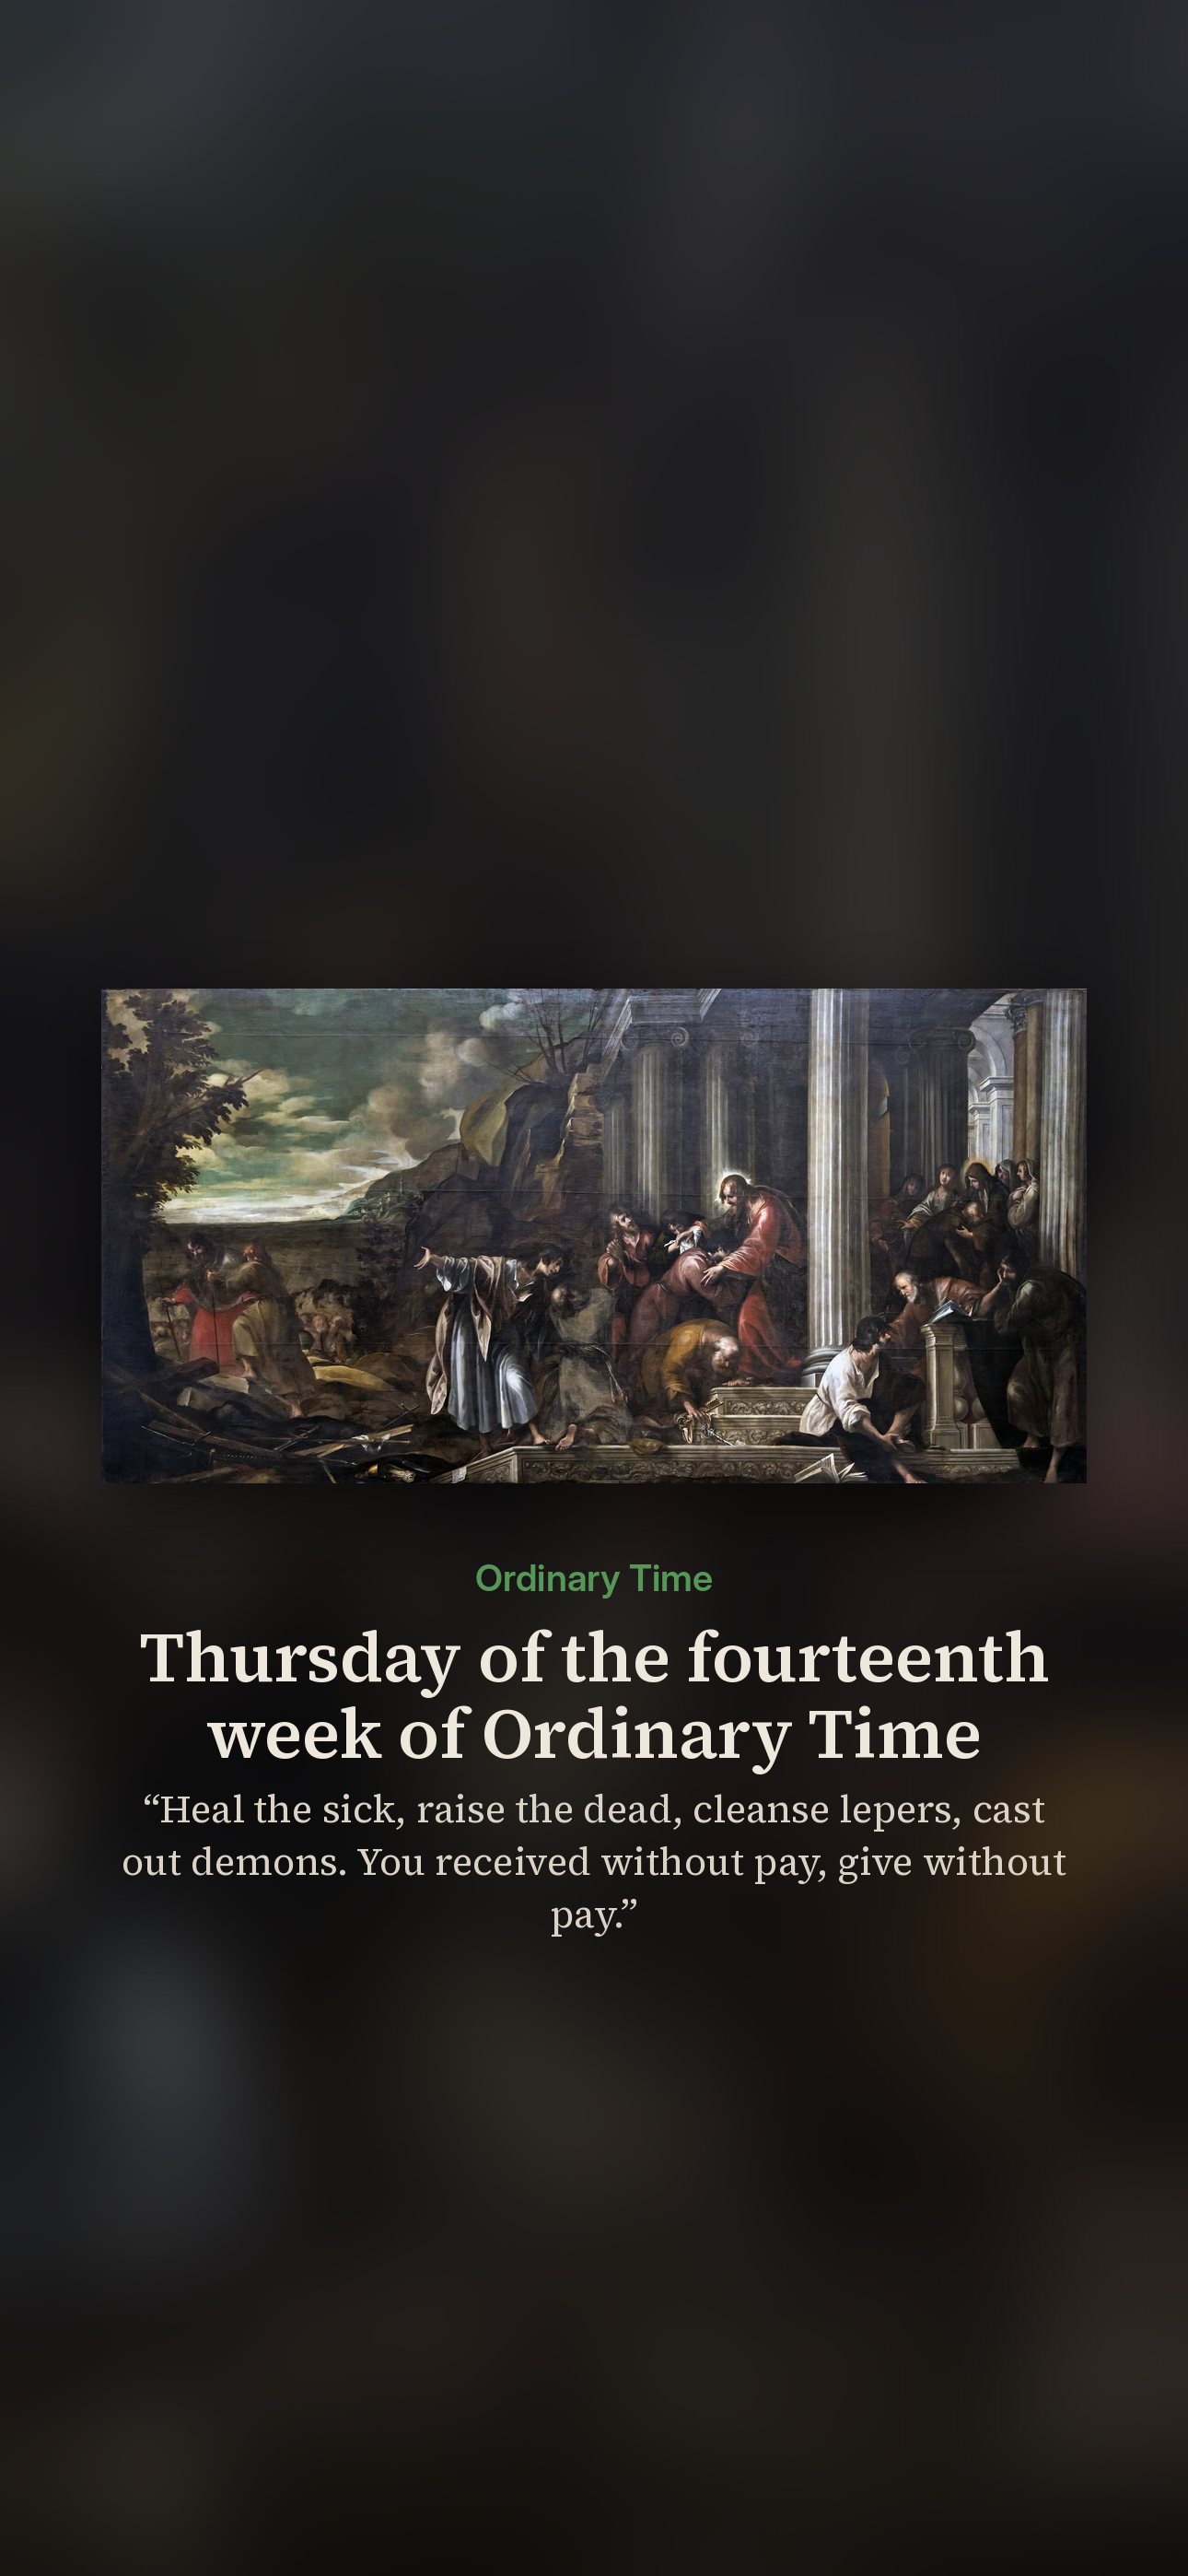 Ordinary Time
Thursday of the fourteenth
week of Ordinary Time
“Heal the sick, raise the dead, cleanse lepers, cast
out demons. You received without pay, give without
pay.”